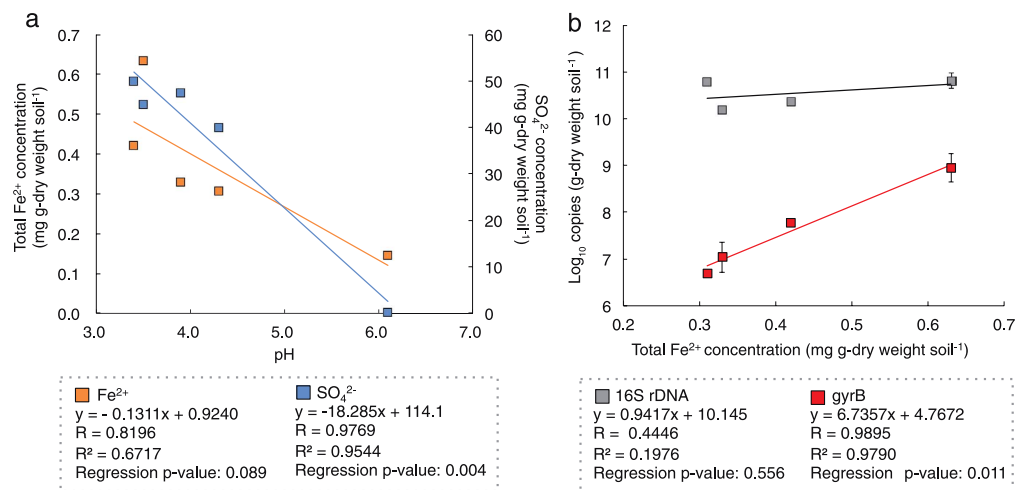 a
0.7
0.6
0.5
0.4
0.3
0.2
0.1
0.0
Total Fe²⁺ concentration
(mg g-dry weight soil⁻¹)
60
50
40
30
20
10
0
SO₄²⁻ concentration
(mg g-dry weight soil⁻¹)
3.0 4.0 5.0 6.0 7.0
pH
Fe²⁺
y = - 0.1311x + 0.9240
R = 0.8196
R² = 0.6717
Regression p-value: 0.089
SO₄²⁻
y = -18.285x + 114.1
R = 0.9769
R² = 0.9544
Regression p-value: 0.004
b
12
11
10
9
8
7
6
Log₁₀ copies (g-dry weight soil⁻¹)
0.2 0.3 0.4 0.5 0.6 0.7
Total Fe²⁺ concentration (mg g-dry weight soil⁻¹)
16S rDNA
y = 0.9417x + 10.145
R = 0.4446
R² = 0.1976
Regression p-value: 0.556
gyrB
y = 6.7357x + 4.7672
R = 0.9895
R² = 0.9790
Regression p-value: 0.011